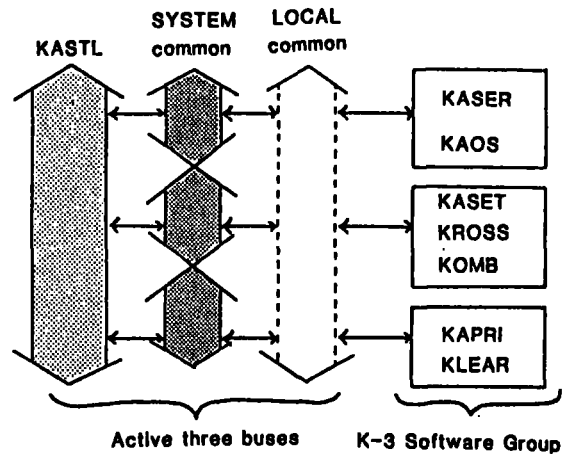 KASTL
SYSTEM
common
LOCAL
common
KASER
KAOS
KASET
KROSS
KOMB
KAPRI
KLEAR
Active three buses
K-3 Software Group